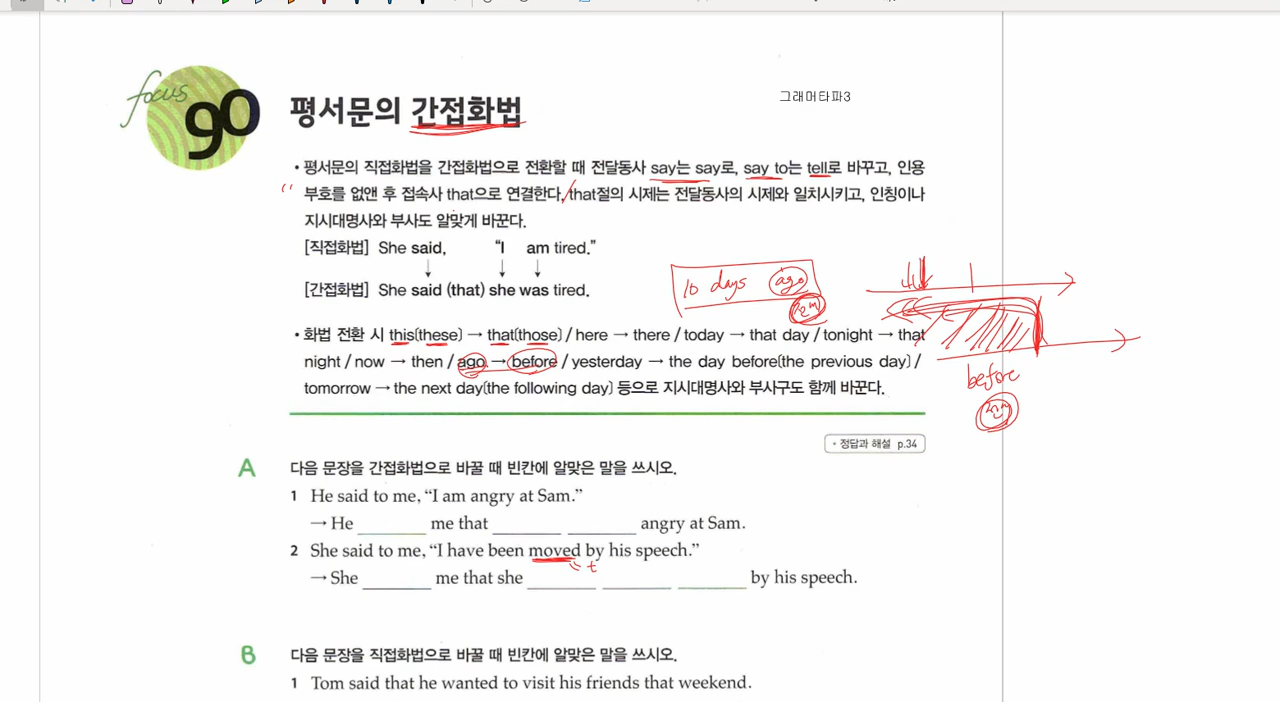 focus
90
평서문의 간접화법
그래머타파3
• 평서문의 직접화법을 간접화법으로 전환할 때 전달동사 say는 say로, say to는 tell로 바꾸고, 인용
부호를 없앤 후 접속사 that으로 연결한다. that절의 시제는 전달동사의 시제와 일치시키고, 인칭이나
지시대명사와 부사도 알맞게 바꾼다.
[직접화법] She said, “I am tired.”
[간접화법] She said (that) she was tired.
10 days ago
전에
• 화법 전환 시 this(these) → that(those) / here → there / today → that day / tonight → that
night / now → then / ago → before / yesterday → the day before(the previous day) /
tomorrow → the next day(the following day) 등으로 지시대명사와 부사구도 함께 바꾼다.
before
전에
• 정답과 해설 p.34
A 다음 문장을 간접화법으로 바꿀 때 빈칸에 알맞은 말을 쓰시오.
1 He said to me, “I am angry at Sam.”
→ He ______ me that ______ ______ angry at Sam.
2 She said to me, “I have been moved by his speech.”
→ She ______ me that she ______ ______ ______ by his speech.
B 다음 문장을 직접화법으로 바꿀 때 빈칸에 알맞은 말을 쓰시오.
1 Tom said that he wanted to visit his friends that weekend.